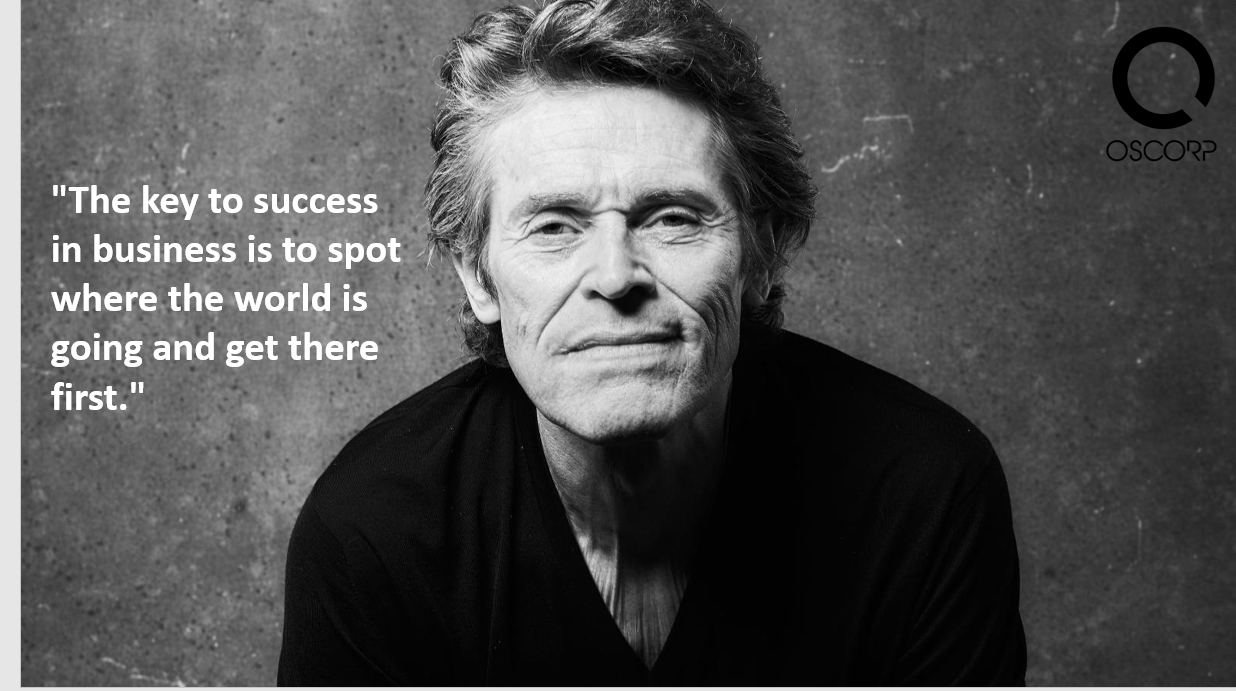 "The key to success
in business is to spot
where the world is
going and get there
first."
OSCORP